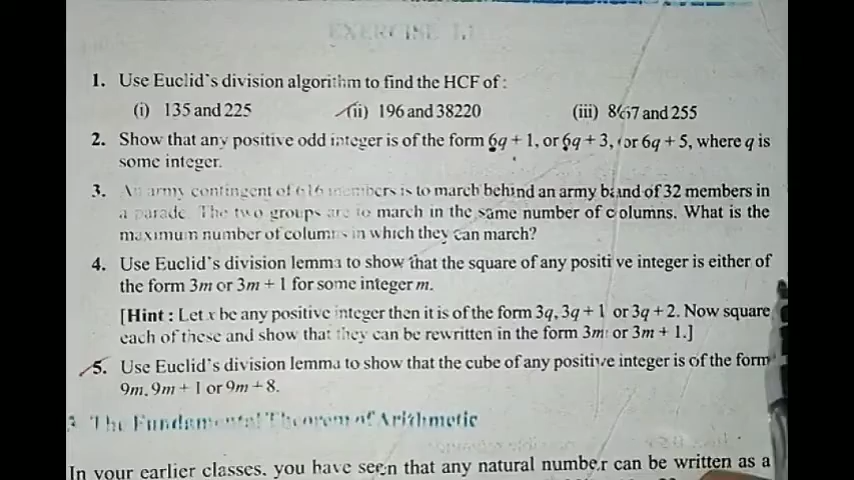 EXERCISE 1.1
1. Use Euclid's division algorithm to find the HCF of :
(i) 135 and 225 (ii) 196 and 38220 (iii) 867 and 255
2. Show that any positive odd integer is of the form 6q + 1, or 6q + 3, or 6q + 5, where q is
some integer.
3. An army contingent of 616 members is to march behind an army band of 32 members in
a parade. The two groups are to march in the same number of columns. What is the
maximum number of columns in which they can march?
4. Use Euclid's division lemma to show that the square of any positive integer is either of
the form 3m or 3m + 1 for some integer m.
[Hint : Let x be any positive integer then it is of the form 3q, 3q + 1 or 3q + 2. Now square
each of these and show that they can be rewritten in the form 3m or 3m + 1.]
5. Use Euclid's division lemma to show that the cube of any positive integer is of the form
9m, 9m + 1 or 9m + 8.
The Fundamental Theorem of Arithmetic
In your earlier classes, you have seen that any natural number can be written as a